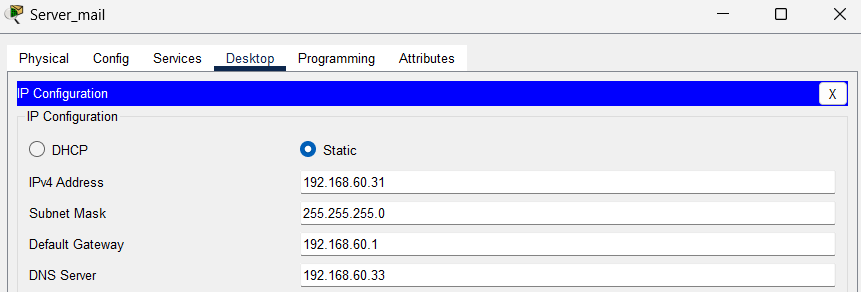 Server_mail
Physical Config Services Desktop Programming Attributes
IP Configuration X
IP Configuration
DHCP Static
IPv4 Address 192.168.60.31
Subnet Mask 255.255.255.0
Default Gateway 192.168.60.1
DNS Server 192.168.60.33